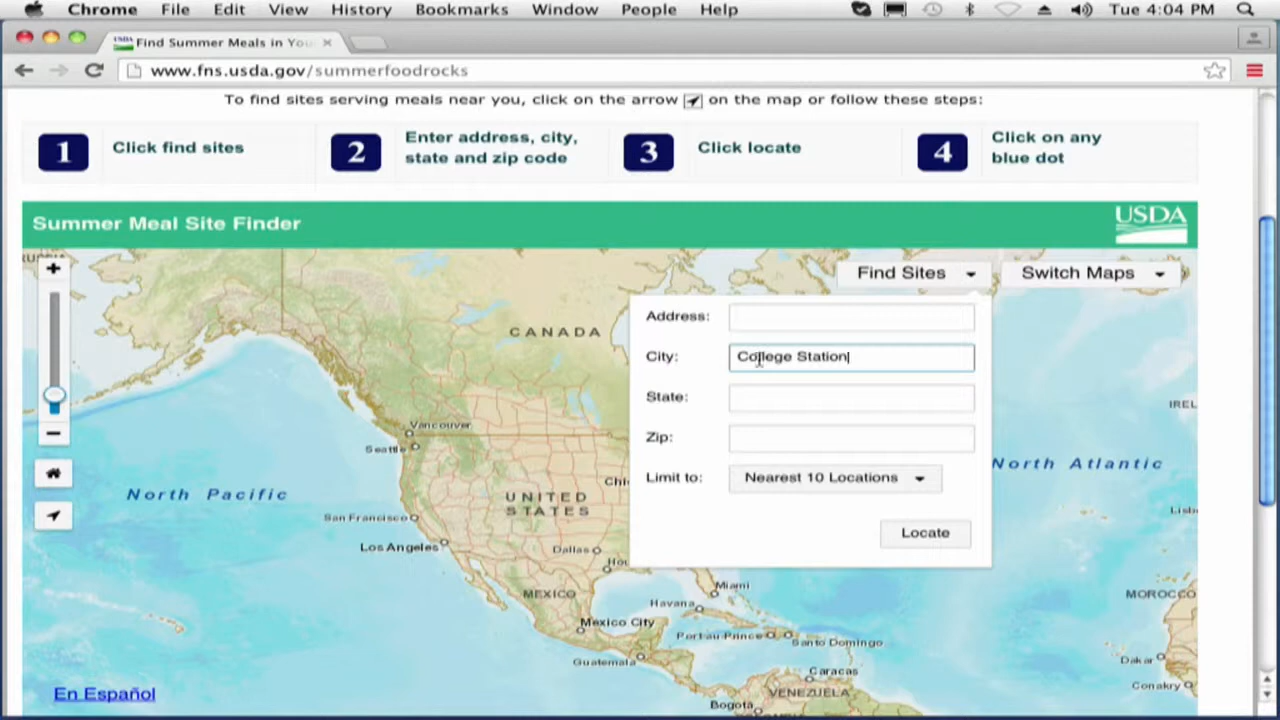 Chrome File Edit View History Bookmarks Window People Help Tue 4:04 PM
Find Summer Meals in You
www.fns.usda.gov/summerfoodrocks
To find sites serving meals near you, click on the arrow on the map or follow these steps:
1 Click find sites
2 Enter address, city, state and zip code
3 Click locate
4 Click on any blue dot
Summer Meal Site Finder
USDA
Find Sites
Switch Maps
Address:
City: College Station
State:
Zip:
Limit to: Nearest 10 Locations
Locate
CANADA
Vancouver
Seattle
North Pacific
UNITED
STATES
San Francisco
Los Angeles
Dallas
MEXICO
Miami
Havana
Mexico City
Port-au-Prince
Santo Domingo
Guatemala
Caracas
VENEZUELA
Bogota
North Atlantic
MOROCCO
Dakar
Conakry
En Español